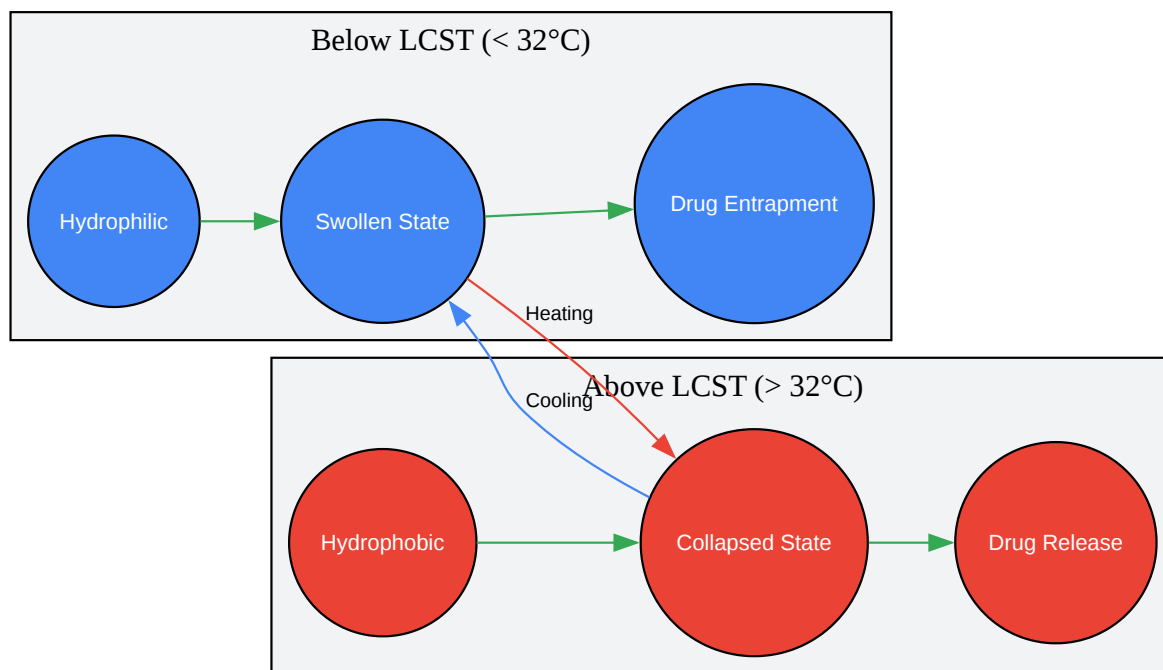 Below LCST (< 32°C)
Hydrophilic
Swollen State
Drug Entrapment
Heating
Cooling
Above LCST (> 32°C)
Hydrophobic
Collapsed State
Drug Release